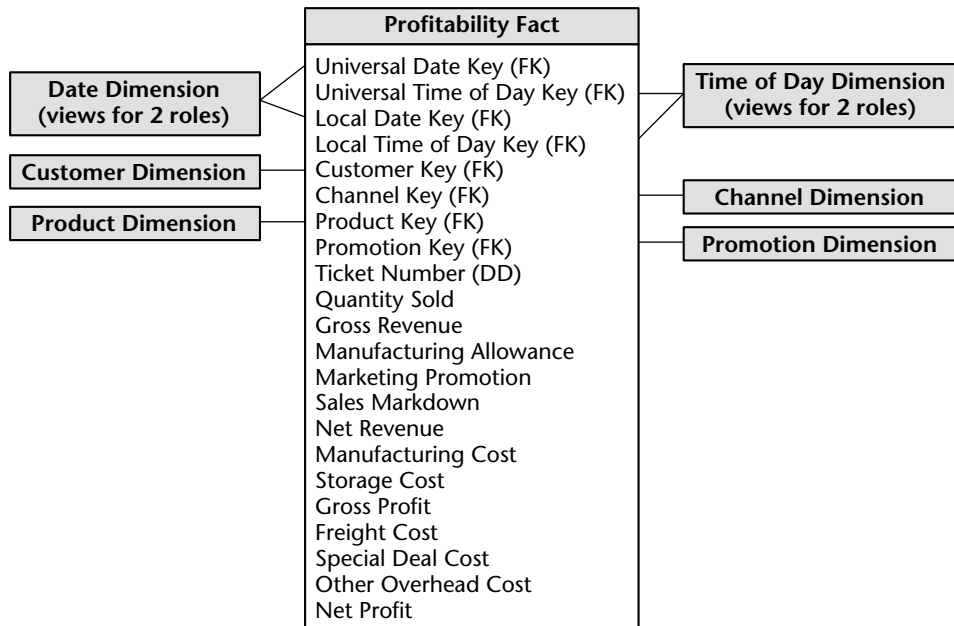 Profitability Fact
Date Dimension
(views for 2 roles)
Customer Dimension
Product Dimension
Universal Date Key (FK)
Universal Time of Day Key (FK)
Local Date Key (FK)
Local Time of Day Key (FK)
Customer Key (FK)
Channel Key (FK)
Product Key (FK)
Promotion Key (FK)
Ticket Number (DD)
Quantity Sold
Gross Revenue
Manufacturing Allowance
Marketing Promotion
Sales Markdown
Net Revenue
Manufacturing Cost
Storage Cost
Gross Profit
Freight Cost
Special Deal Cost
Other Overhead Cost
Net Profit
Time of Day Dimension
(views for 2 roles)
Channel Dimension
Promotion Dimension